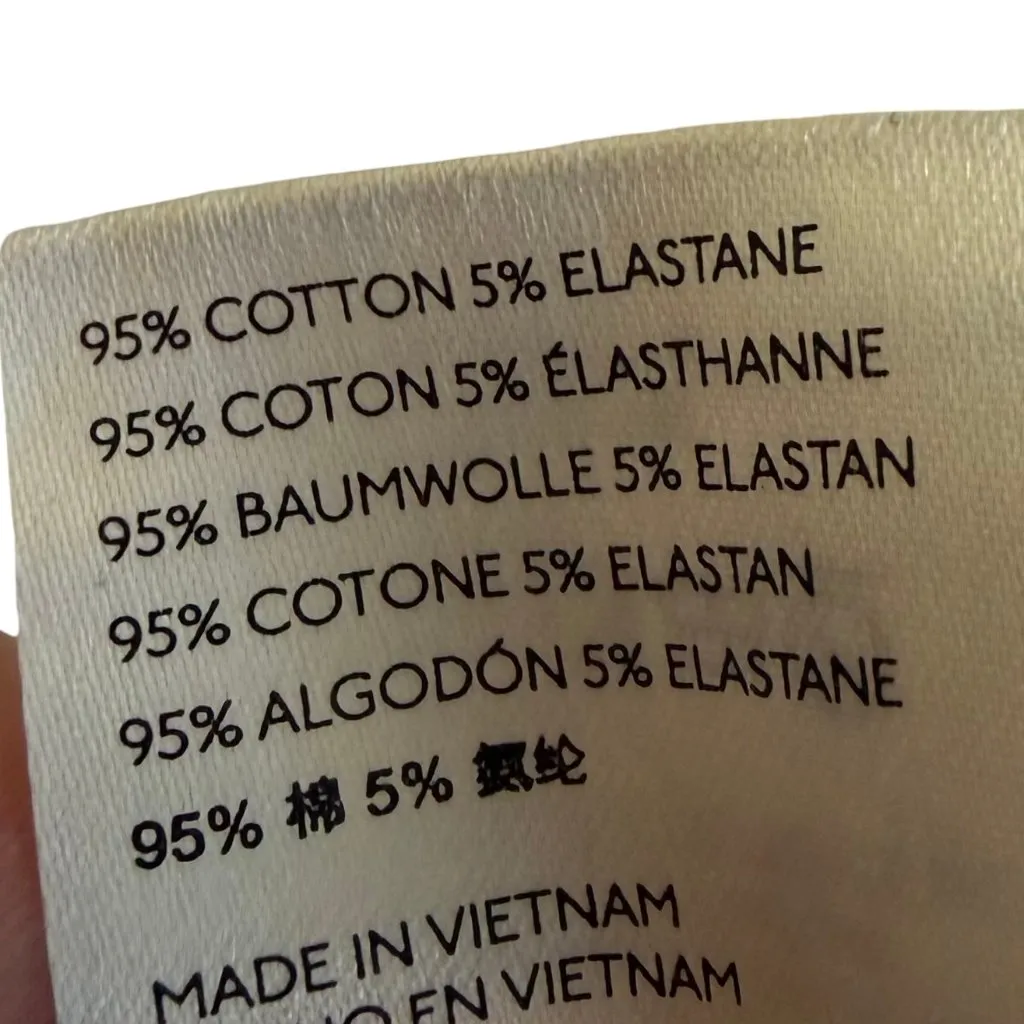 95% COTTON 5% ELASTANE
95% COTON 5% ÉLASTHANNE
95% BAUMWOLLE 5% ELASTAN
95% COTONE 5% ELASTAN
95% ALGODÓN 5% ELASTANE
95% 棉 5% 氨纶
MADE IN VIETNAM
EN VIETNAM